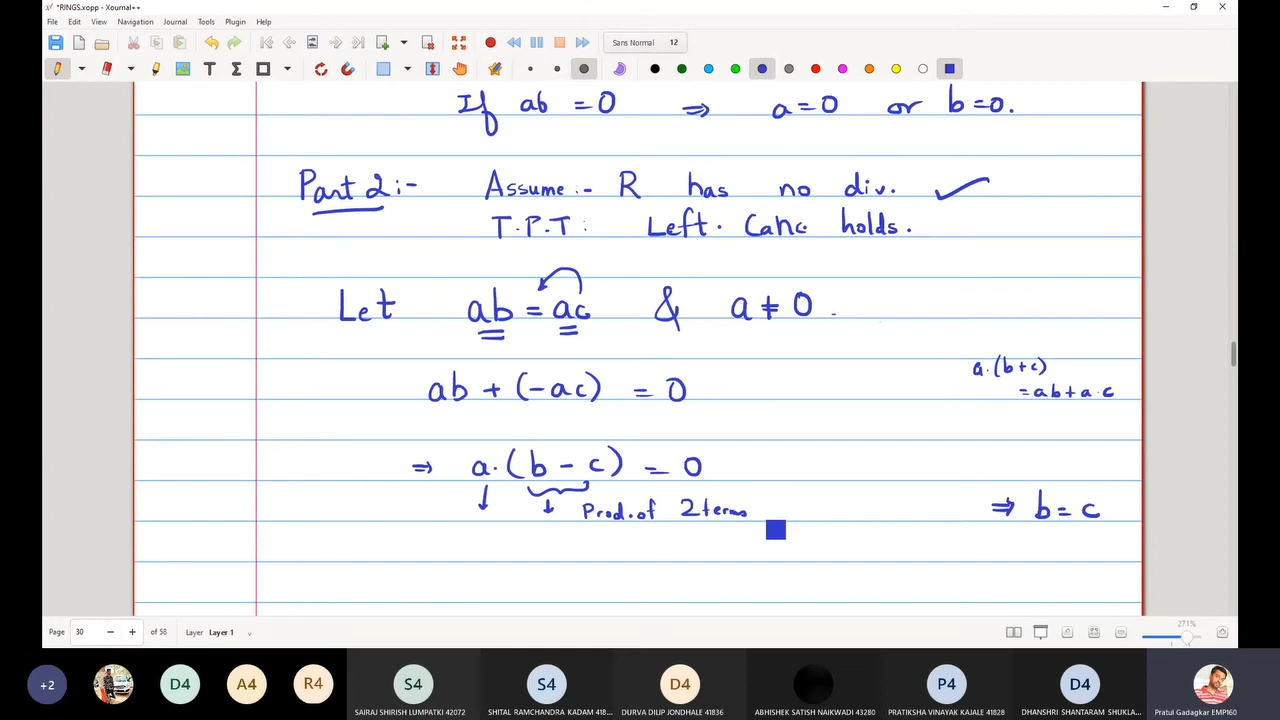 *RINGS.xopp - Xournal++
File Edit View Navigation Journal Tools Plugin Help
Sans Normal 12
If ab = 0 ⇒ a = 0 or b = 0.
Part 2 :- Assume :- R has no div. ✓
T.P.T : Left. Canc holds.
Let ab = ac & a ≠ 0 .
a.(b+c)
= ab + a.c
ab + (-ac) = 0
⇒ a.(b - c) = 0
Prod. of 2 terms
⇒ b = c
Page 30 of 58 Layer Layer 1
271%
+2 D4 A4 R4 S4 S4 D4 P4 D4
SAIRAJ SHIRISH LUMPATKI 42072
SHITAL RAMCHANDRA KADAM 418...
DURVA DILIP JONDHALE 41836
ABHISHEK SATISH NAIKWADI 43280
PRATIKSHA VINAYAK KAJALE 41828
DHANSHRI SHANTARAM SHUKLA...
Pratul Gadagkar EMP160